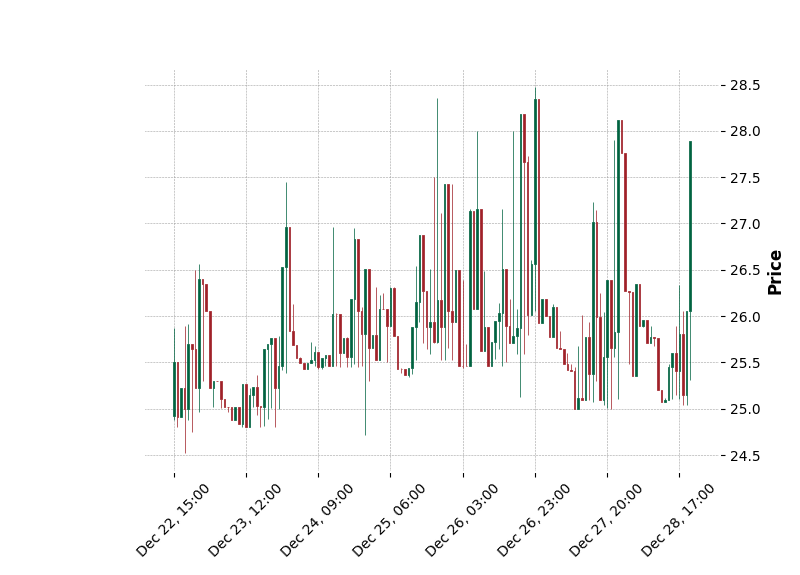 28.5
28.0
27.5
27.0
26.5
26.0
25.5
25.0
24.5
Price
Dec 22, 15:00
Dec 23, 12:00
Dec 24, 09:00
Dec 25, 06:00
Dec 26, 03:00
Dec 26, 23:00
Dec 27, 20:00
Dec 28, 17:00